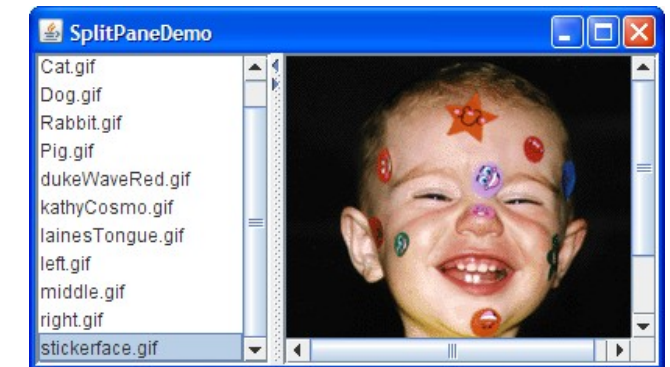 SplitPaneDemo
Cat.gif
Dog.gif
Rabbit.gif
Pig.gif
dukeWaveRed.gif
kathyCosmo.gif
lainesTongue.gif
left.gif
middle.gif
right.gif
stickerface.gif